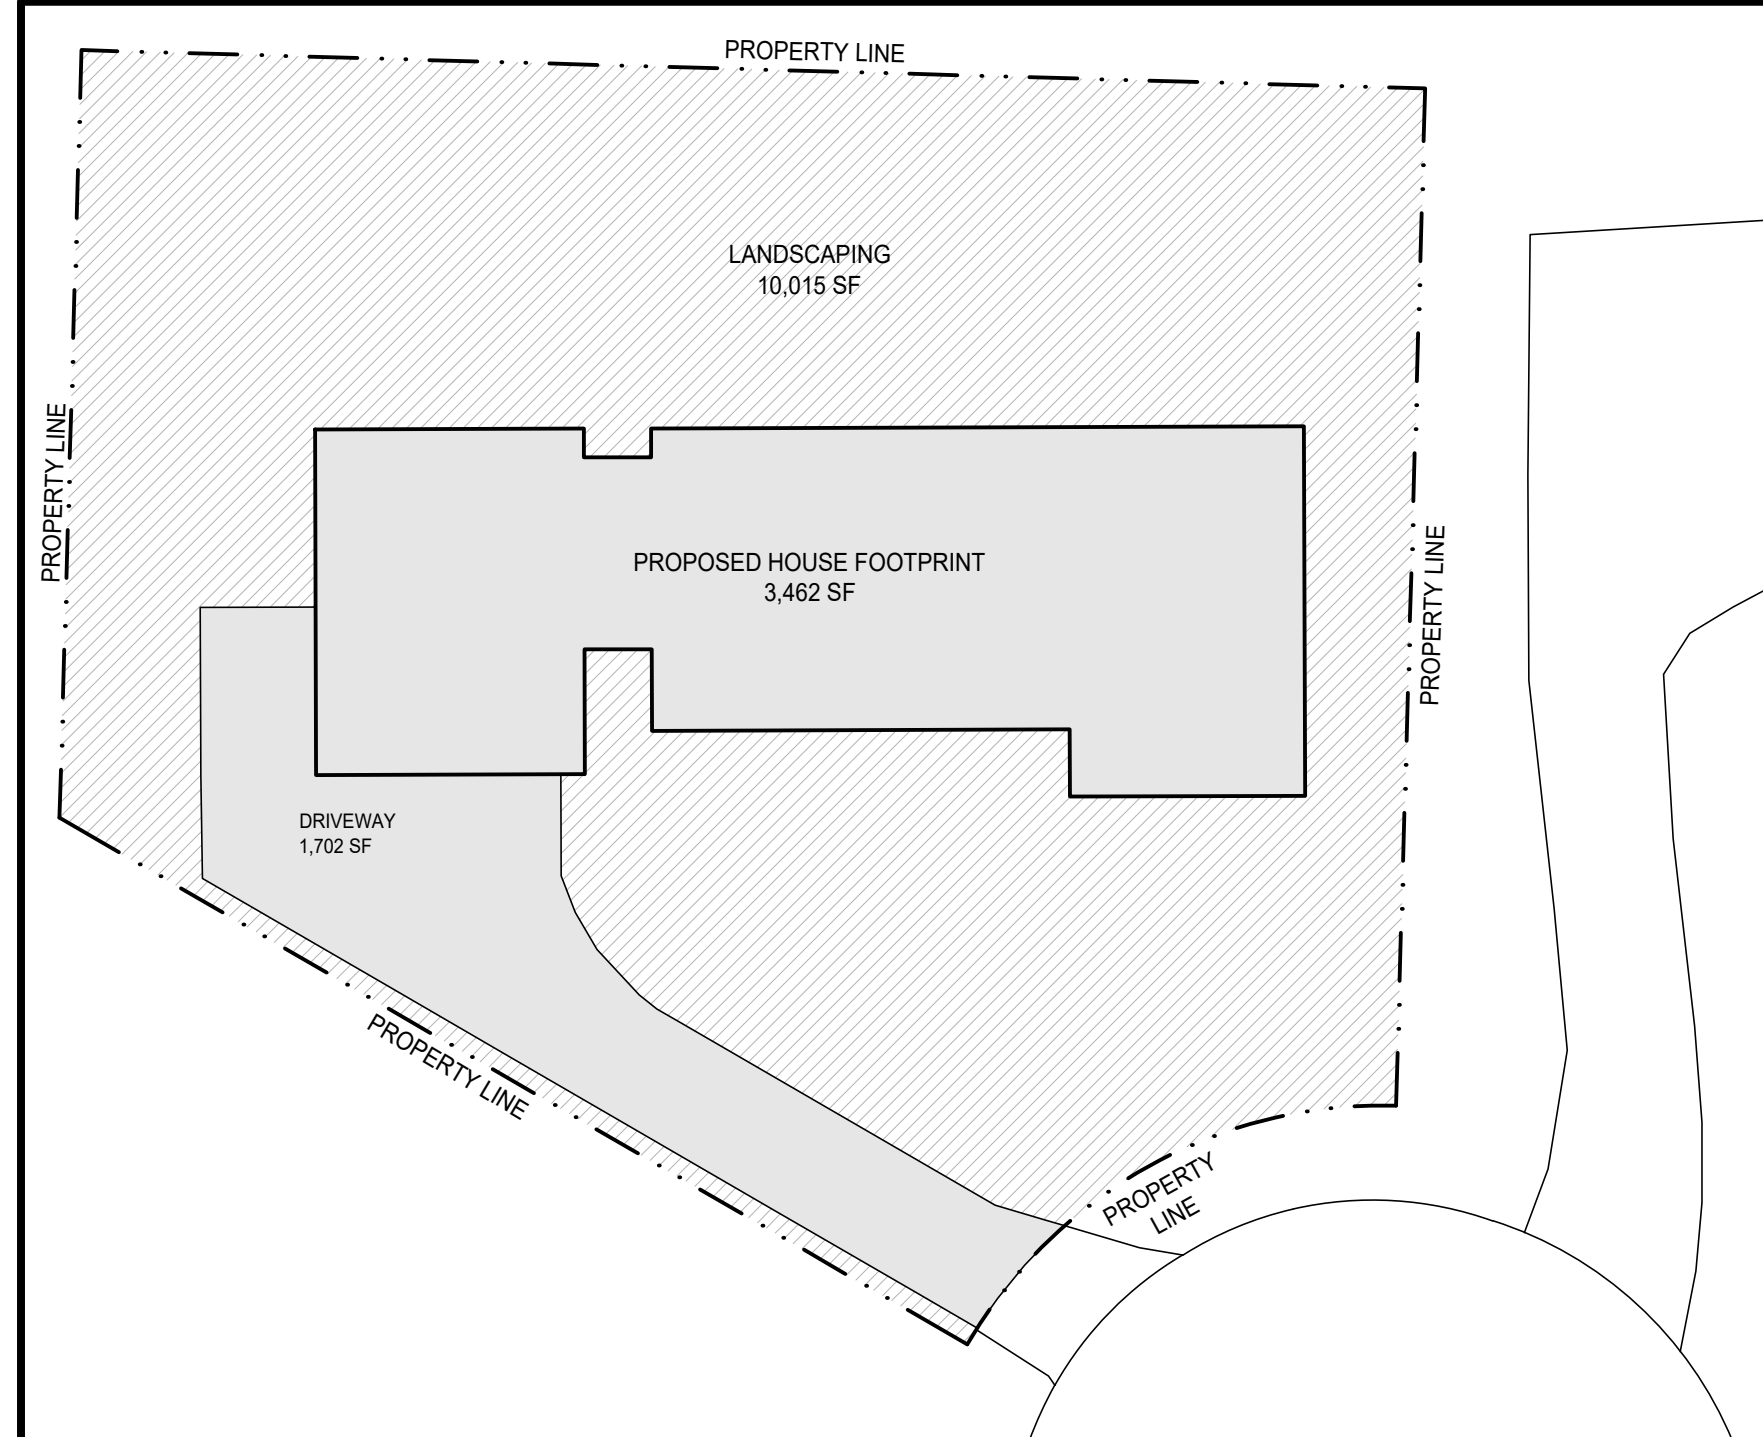 PROPERTY LINE
LANDSCAPING
10,015 SF
PROPERTY LINE
PROPOSED HOUSE FOOTPRINT
3,462 SF
PROPERTY LINE
DRIVEWAY
1,702 SF
PROPERTY LINE
PROPERTY
LINE